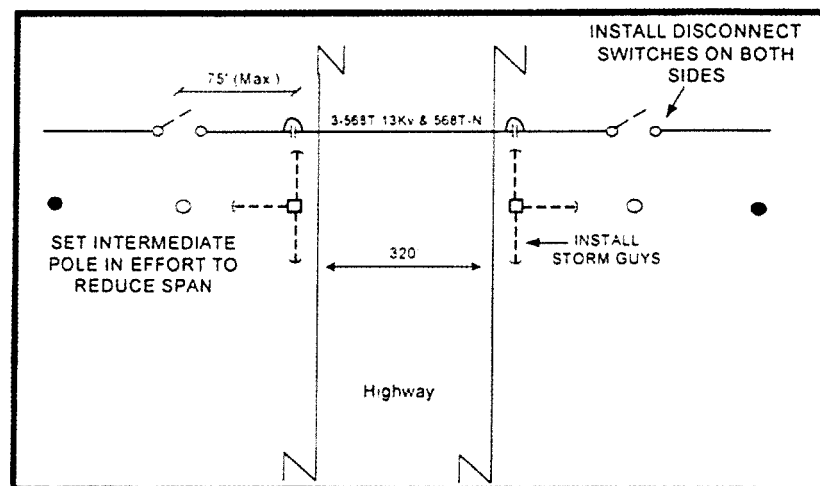 INSTALL DISCONNECT
SWITCHES ON BOTH
SIDES
75' (Max.)
3-568T 13Kv & 568T-N
SET INTERMEDIATE
POLE IN EFFORT TO
REDUCE SPAN
INSTALL
STORM GUYS
320
Highway